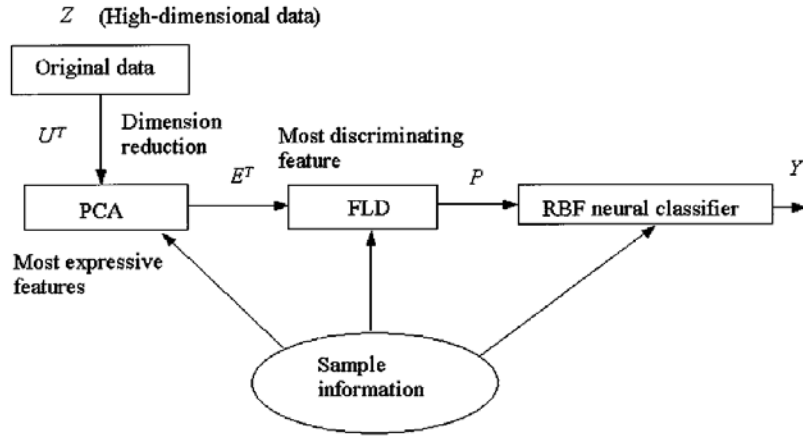 Z (High-dimensional data)
Original data
U^T
Dimension
reduction
Most discriminating
feature
E^T
P
Y
PCA
FLD
RBF neural classifier
Most expressive
features
Sample
information